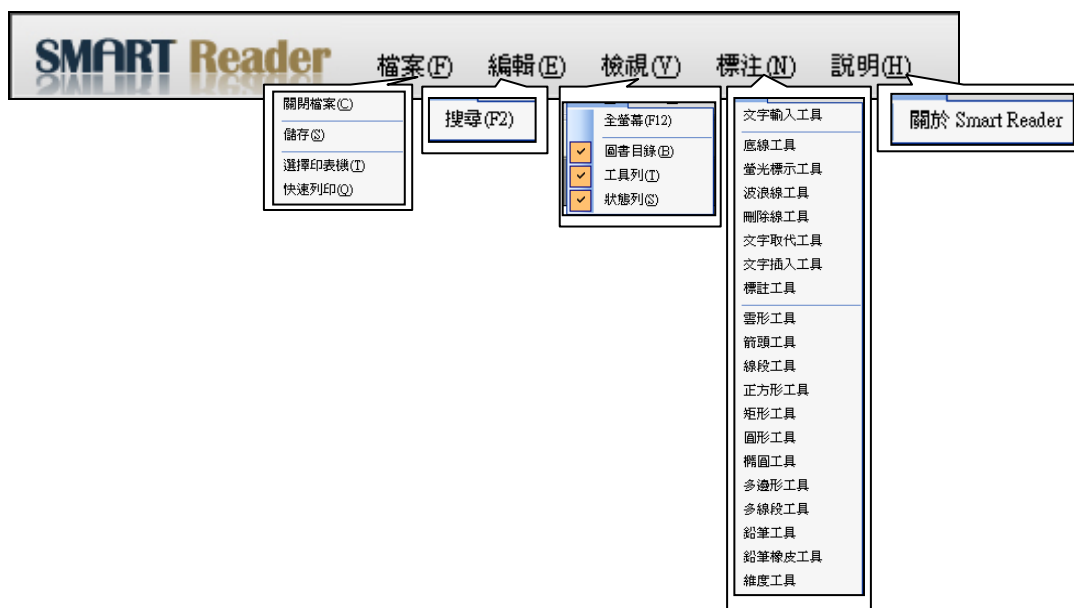 SMART Reader 檔案(F) 編輯(E) 檢視(V) 標注(N) 說明(H)
關閉檔案(C)
儲存(S)
選擇印表機(T)
快速列印(Q)
搜尋(F2)
全螢幕(F12)
圖書目錄(B)
工具列(T)
狀態列(S)
文字輸入工具
底線工具
螢光標示工具
波浪線工具
刪除線工具
文字取代工具
文字插入工具
標註工具
雲形工具
箭頭工具
線段工具
正方形工具
矩形工具
圓形工具
橢圓工具
多邊形工具
多線段工具
鉛筆工具
鉛筆橡皮工具
維度工具
關於 Smart Reader